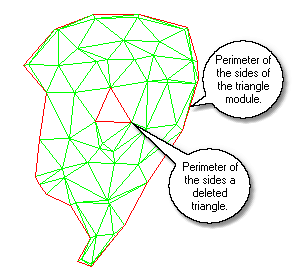 Perimeter of
the sides of
the triangle
module.
Perimeter of
the sides a
deleted
triangle.